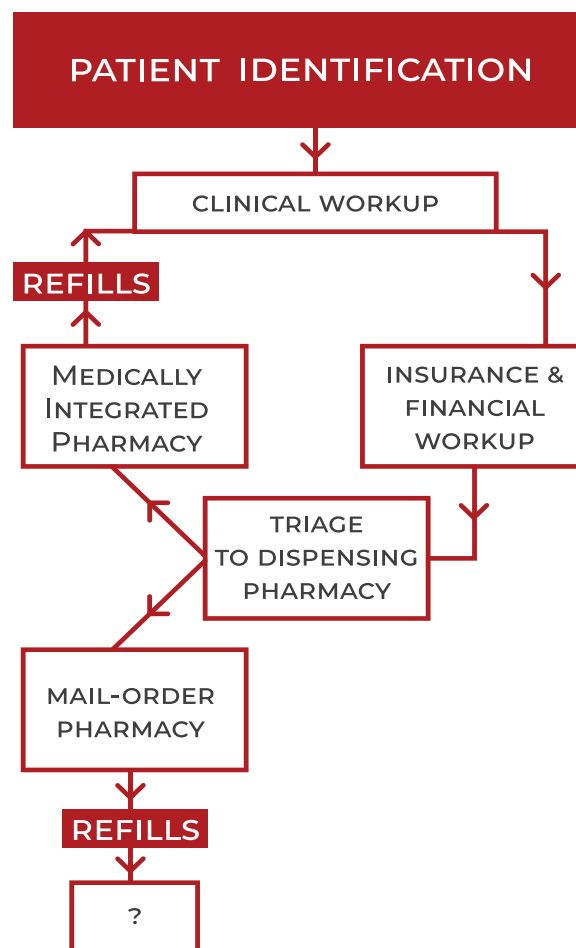 PATIENT IDENTIFICATION
CLINICAL WORKUP
REFILLS
MEDICALLY
INTEGRATED
PHARMACY
INSURANCE &
FINANCIAL
WORKUP
TRIAGE
TO DISPENSING
PHARMACY
MAIL-ORDER
PHARMACY
REFILLS
?